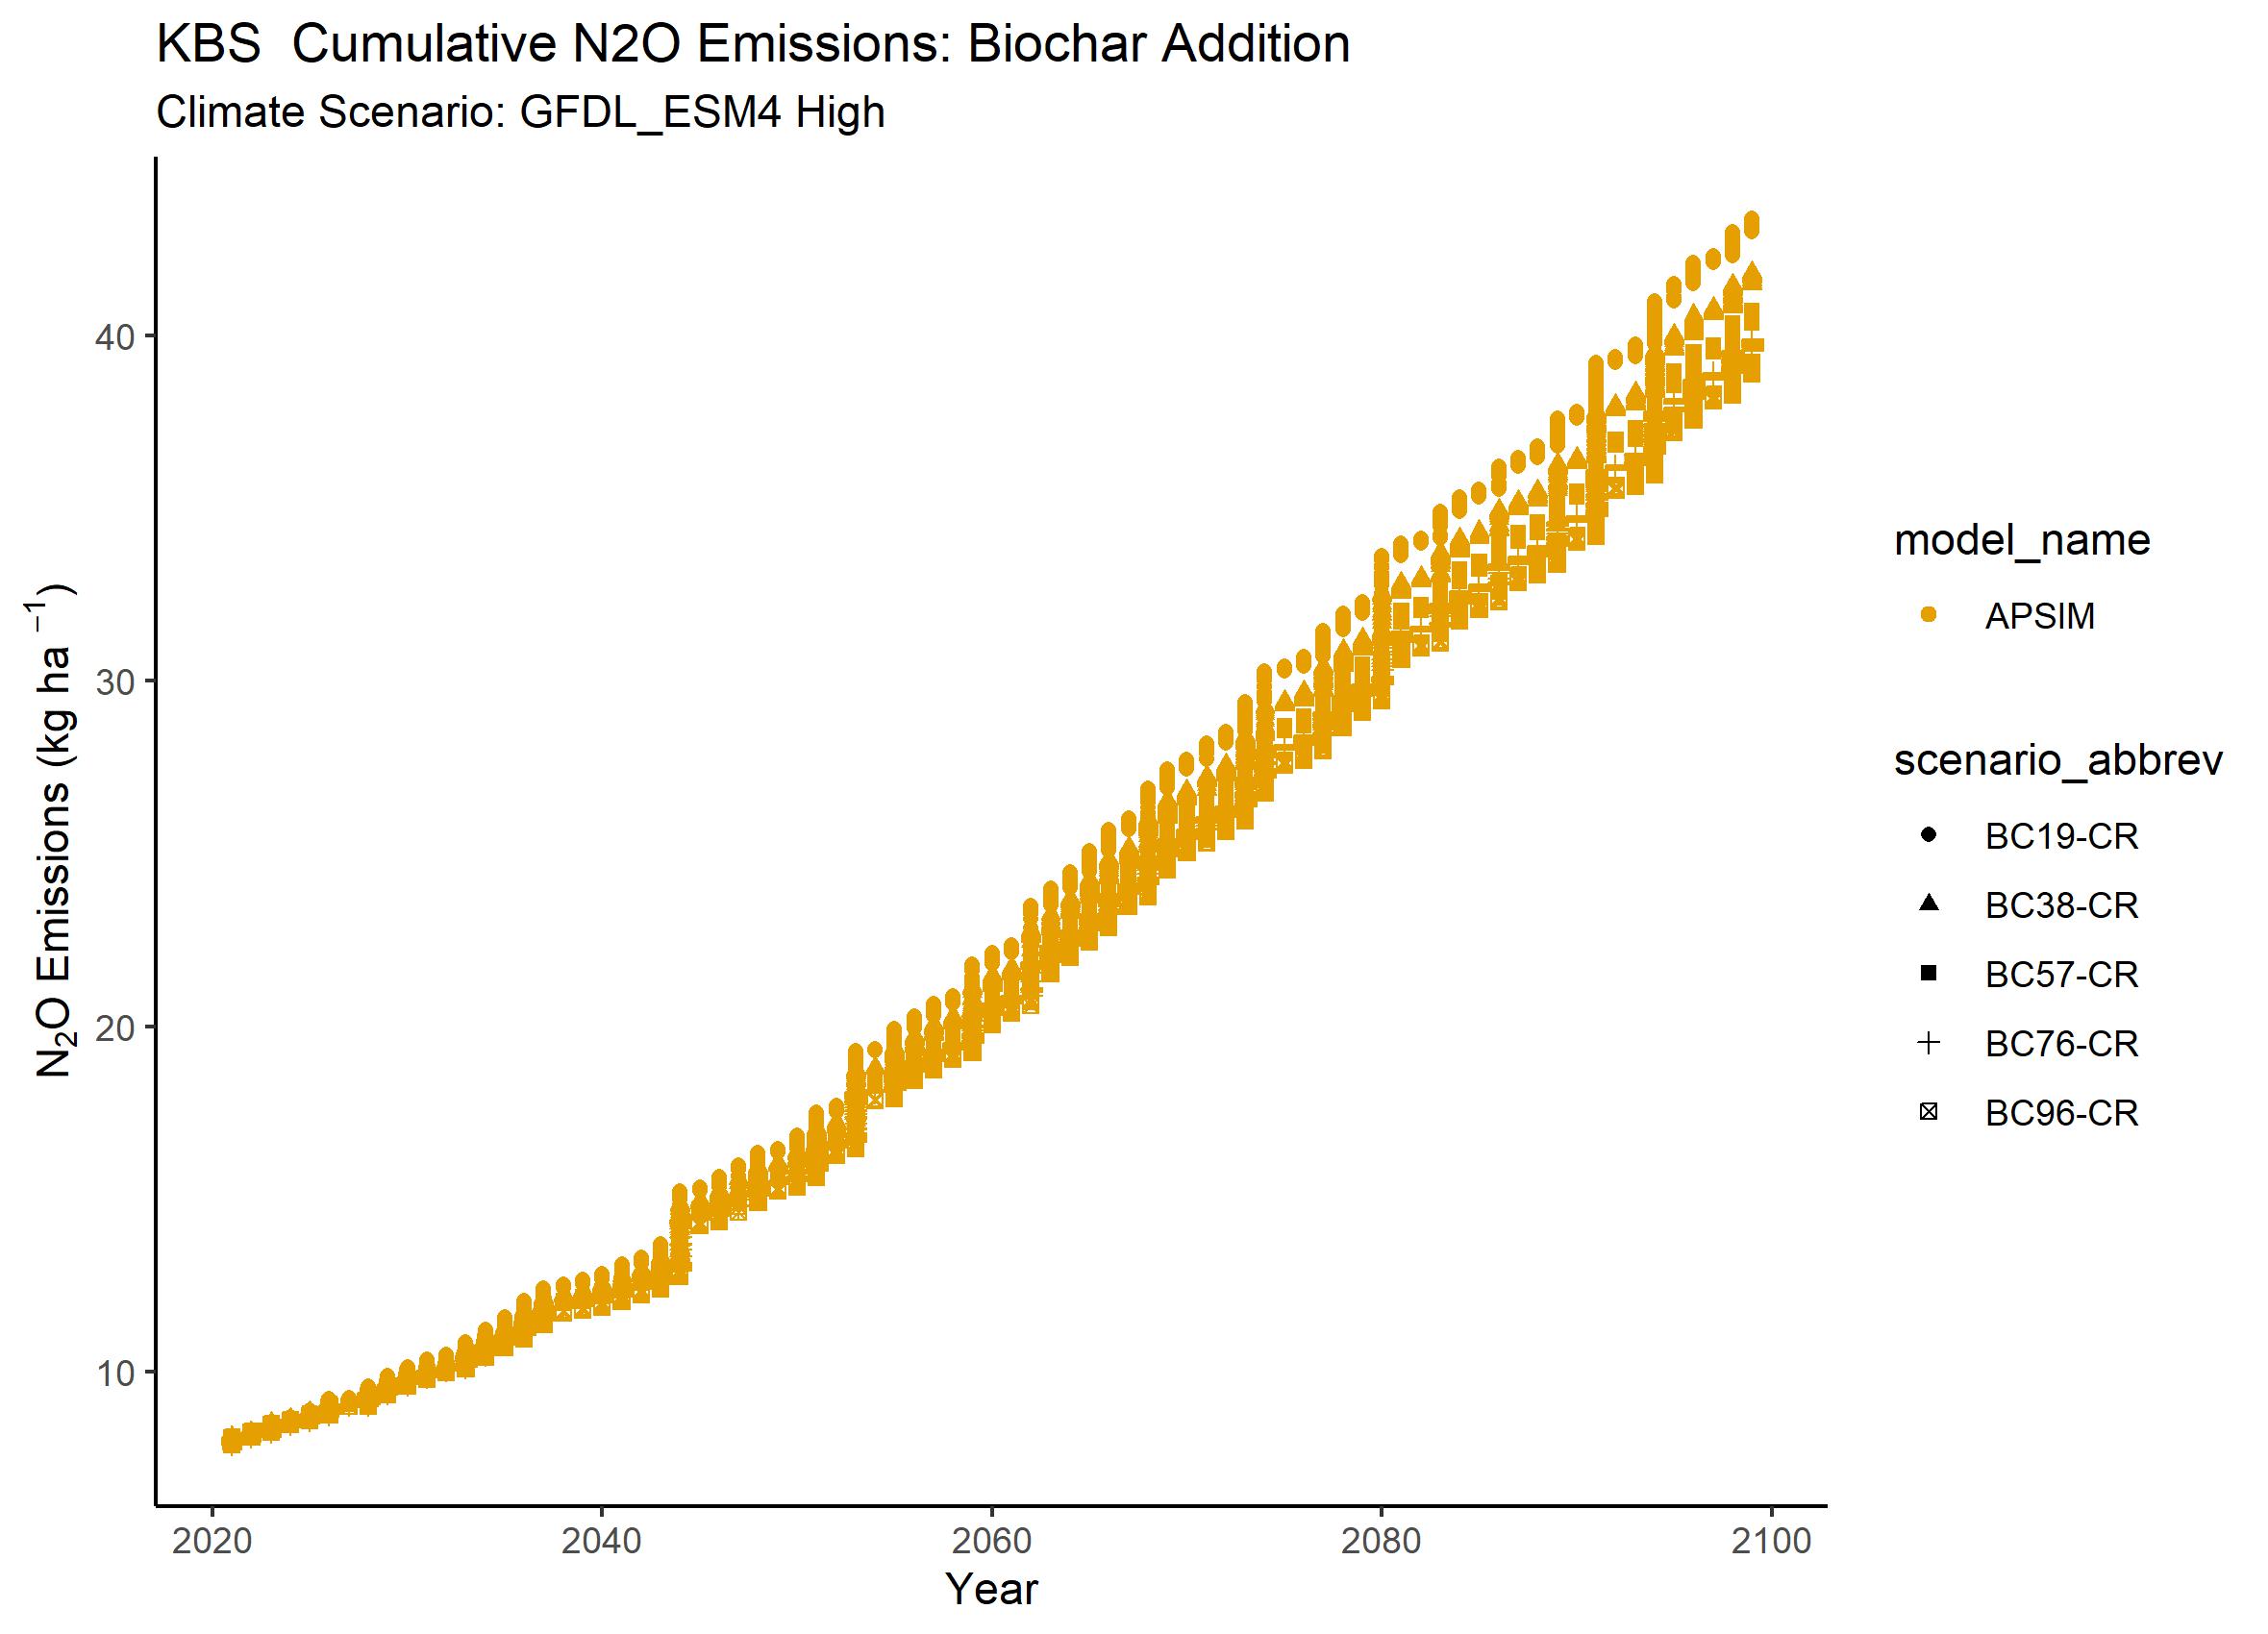 KBS  Cumulative N2O Emissions: Biochar Addition
Climate Scenario: GFDL_ESM4 High
N₂O Emissions (kg ha ⁻¹)
40
30
20
10
2020 2040 2060 2080 2100
Year
model_name
APSIM
scenario_abbrev
BC19-CR
BC38-CR
BC57-CR
BC76-CR
BC96-CR